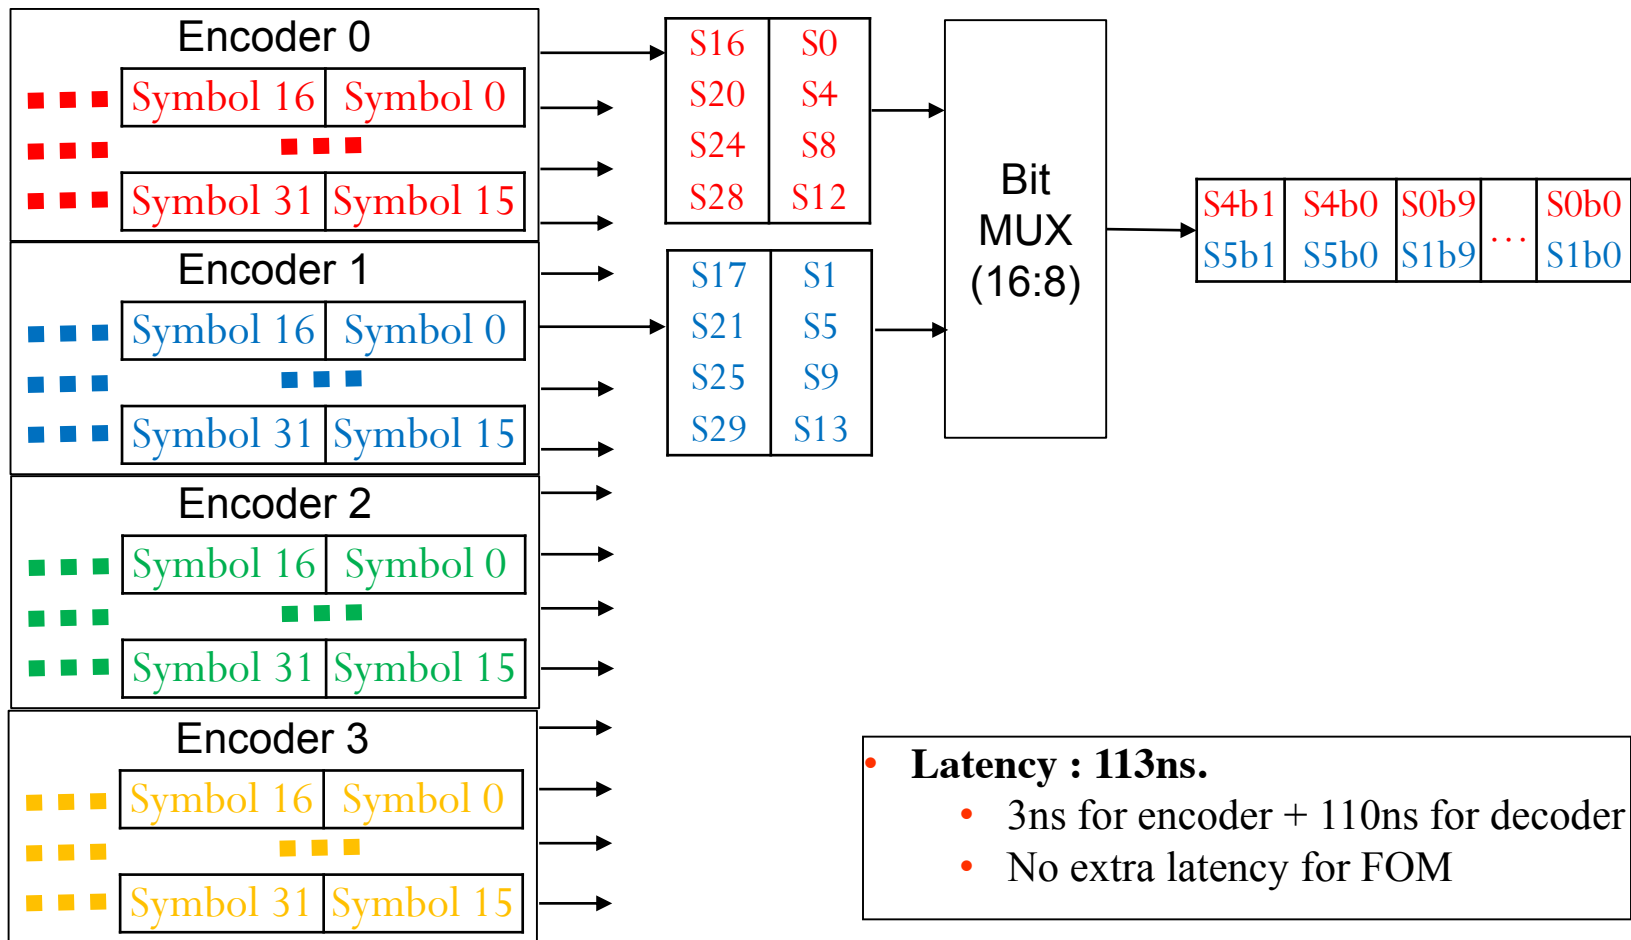 Encoder 0
Symbol 16 Symbol 0
Symbol 31 Symbol 15
Encoder 1
Symbol 16 Symbol 0
Symbol 31 Symbol 15
Encoder 2
Symbol 16 Symbol 0
Symbol 31 Symbol 15
Encoder 3
Symbol 16 Symbol 0
Symbol 31 Symbol 15
S16 S0
S20 S4
S24 S8
S28 S12
S17 S1
S21 S5
S25 S9
S29 S13
Bit
MUX
(16:8)
S4b1 S4b0 S0b9 ... S0b0
S5b1 S5b0 S1b9 S1b0
• Latency : 113ns.
• 3ns for encoder + 110ns for decoder
• No extra latency for FOM